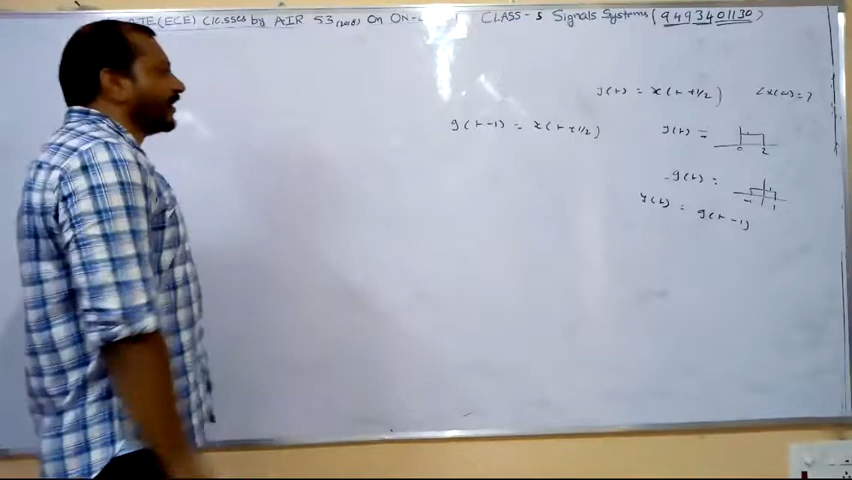 GATE(ECE) Classes by AIR 53 (2018) On ON- CLASS-5 Signals Systems (9493401130)
y(t) = x(t+1/2) ∠x(ω)=?
g(t-1) = x(t+1/2)
y(t) =
0 2
g(t) =
-1 1
y(t) = g(t-1)